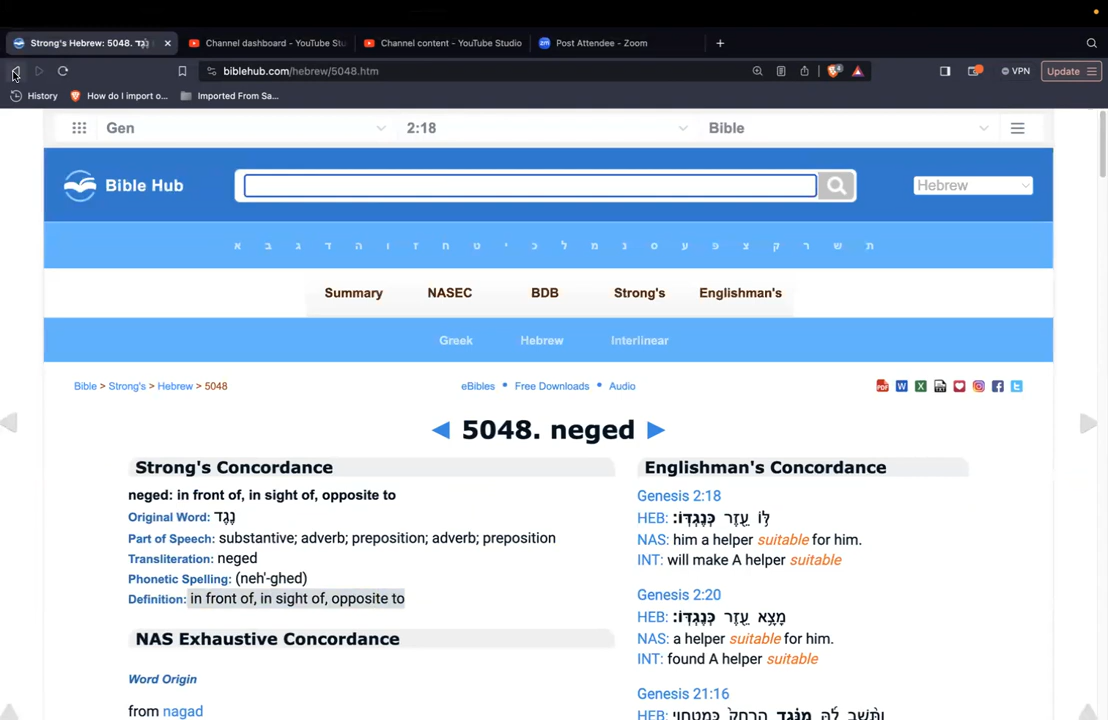 Strong's Hebrew: 5048. נֶגֶד
Channel dashboard - YouTube Stu
Channel content - YouTube Studio
Post Attendee - Zoom
biblehub.com/hebrew/5048.htm
VPN
Update
History
How do I import o...
Imported From Sa...
Gen
2:18
Bible
Bible Hub
Hebrew
א ב ג ד ה ו ז ח ט י כ ל מ נ ס ע פ צ ק ר ש ת
Summary NASEC BDB Strong's Englishman's
Greek Hebrew Interlinear
Bible > Strong's > Hebrew > 5048
eBibles • Free Downloads • Audio
◄ 5048. neged ►
Strong's Concordance
neged: in front of, in sight of, opposite to
Original Word: נֶגֶד
Part of Speech: substantive; adverb; preposition; adverb; preposition
Transliteration: neged
Phonetic Spelling: (neh'-ghed)
Definition: in front of, in sight of, opposite to
NAS Exhaustive Concordance
Word Origin
from nagad
Englishman's Concordance
Genesis 2:18
HEB: לּ֥וֹ עֵ֖זֶר כְּנֶגְדּֽוֹ׃
NAS: him a helper suitable for him.
INT: will make A helper suitable
Genesis 2:20
HEB: מָצָ֥א עֵ֖זֶר כְּנֶגְדּֽוֹ׃
NAS: a helper suitable for him.
INT: found A helper suitable
Genesis 21:16
HEB: וַתֵּשֶׁב֩ לָ֨הּ מִנֶּ֗גֶד הַרְחֵק֙ כִּמְטַחֲוֵ֣י